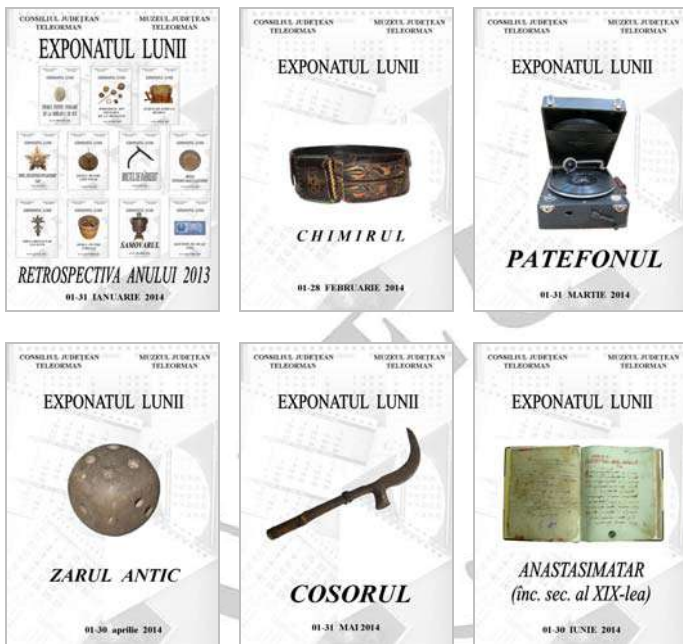 CONSILIUL JUDEȚEAN TELEORMAN
MUZEUL JUDEȚEAN TELEORMAN
EXPONATUL LUNII
SAMOVARUL
RETROSPECTIVA ANULUI 2013
01-31 IANUARIE 2014
CONSILIUL JUDEȚEAN TELEORMAN
MUZEUL JUDEȚEAN TELEORMAN
EXPONATUL LUNII
CHIMIRUL
01-28 FEBRUARIE 2014
CONSILIUL JUDEȚEAN TELEORMAN
MUZEUL JUDEȚEAN TELEORMAN
EXPONATUL LUNII
PATEFONUL
01-31 MARTIE 2014
CONSILIUL JUDEȚEAN TELEORMAN
MUZEUL JUDEȚEAN TELEORMAN
EXPONATUL LUNII
ZARUL ANTIC
01-30 aprilie 2014
CONSILIUL JUDEȚEAN TELEORMAN
MUZEUL JUDEȚEAN TELEORMAN
EXPONATUL LUNII
COSORUL
01-31 MAI 2014
CONSILIUL JUDEȚEAN TELEORMAN
MUZEUL JUDEȚEAN TELEORMAN
EXPONATUL LUNII
ANASTASIMATAR
(înc. sec. al XIX-lea)
01-30 IUNIE 2014